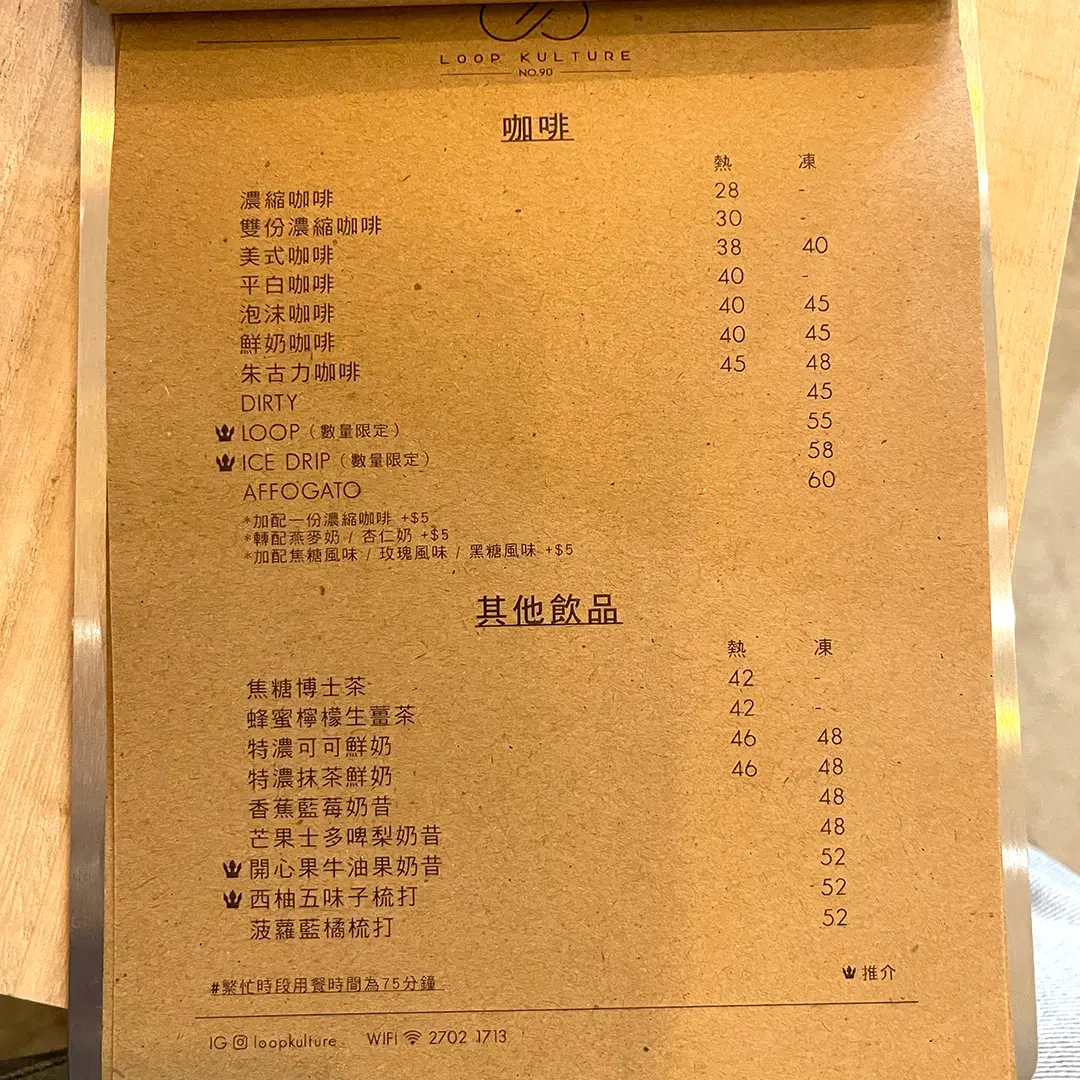 LOOP KULTURE
NO.90
咖啡
熱 凍
濃縮咖啡 28 -
雙份濃縮咖啡 30 -
美式咖啡 38 40
平白咖啡 40 -
泡沫咖啡 40 45
鮮奶咖啡 40 45
朱古力咖啡 45 48
DIRTY 45
LOOP（數量限定） 55
ICE DRIP（數量限定） 58
AFFOGATO 60
*加配一份濃縮咖啡 +$5
*轉配燕麥奶 / 杏仁奶 +$5
*加配焦糖風味 / 玫瑰風味 / 黑糖風味 +$5
其他飲品
熱 凍
焦糖博士茶 42 -
蜂蜜檸檬生薑茶 42 -
特濃可可鮮奶 46 48
特濃抹茶鮮奶 46 48
香蕉藍莓奶昔 48
芒果士多啤梨奶昔 48
開心果牛油果奶昔 52
西柚五味子梳打 52
菠蘿藍橘梳打 52
推介
#繁忙時段用餐時間為75分鐘
IG loopkulture WIFI 2702 1713